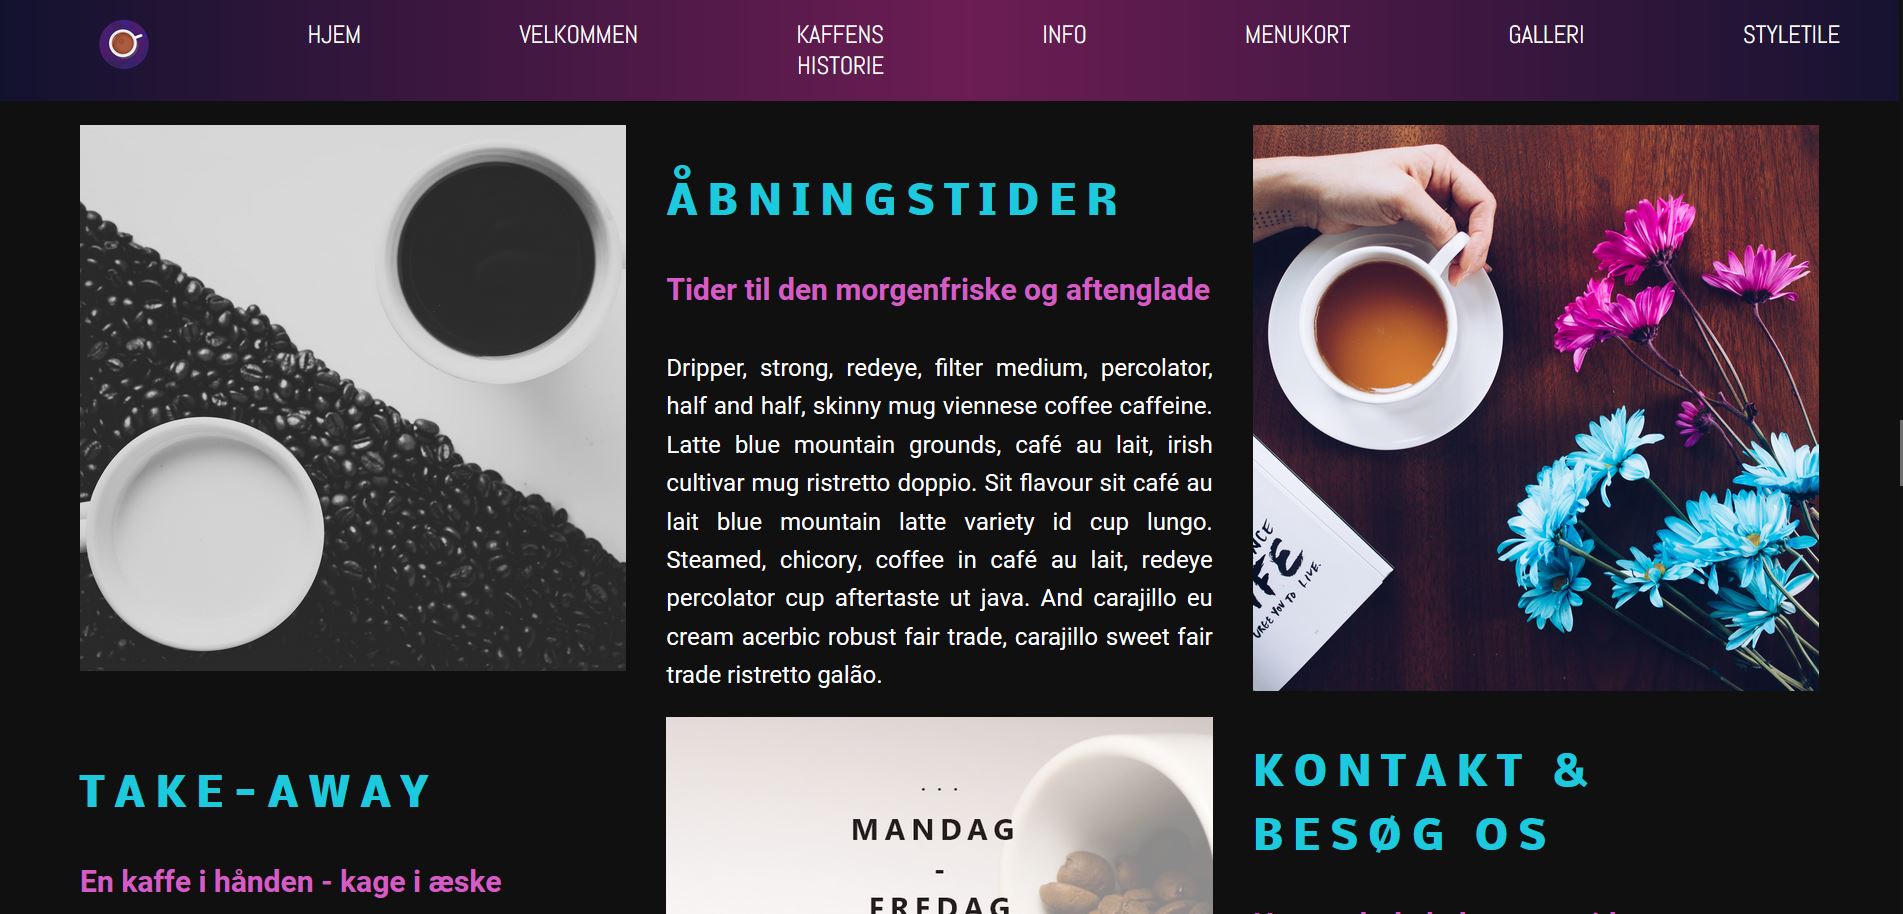 HJEM
VELKOMMEN
KAFFENS
HISTORIE
INFO
MENUKORT
GALLERI
STYLETILE
ÅBNINGSTIDER
Tider til den morgenfriske og aftenglade
Dripper, strong, redeye, filter medium, percolator,
half and half, skinny mug viennese coffee caffeine.
Latte blue mountain grounds, café au lait, irish
cultivar mug ristretto doppio. Sit flavour sit café au
lait blue mountain latte variety id cup lungo.
Steamed, chicory, coffee in café au lait, redeye
percolator cup aftertaste ut java. And carajillo eu
cream acerbic robust fair trade, carajillo sweet fair
trade ristretto galão.
. . .
MANDAG
-
FREDAG
TAKE-AWAY
En kaffe i hånden - kage i æske
YOU TO LIVE.
KONTAKT &
BESØG OS